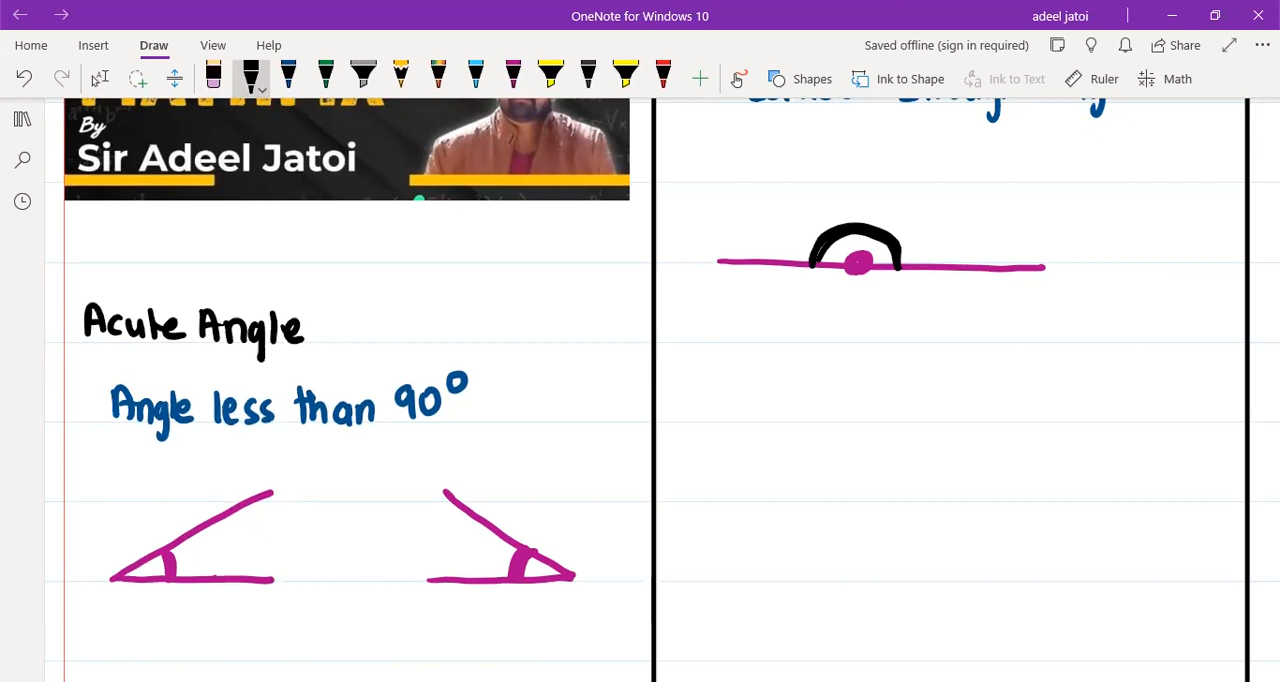 OneNote for Windows 10
adeel jatoi
Home Insert Draw View Help
Saved offline (sign in required)
Share
Shapes
Ink to Shape
Ink to Text
Ruler
Math
By
Sir Adeel Jatoi
Acute Angle
Angle less than 90°